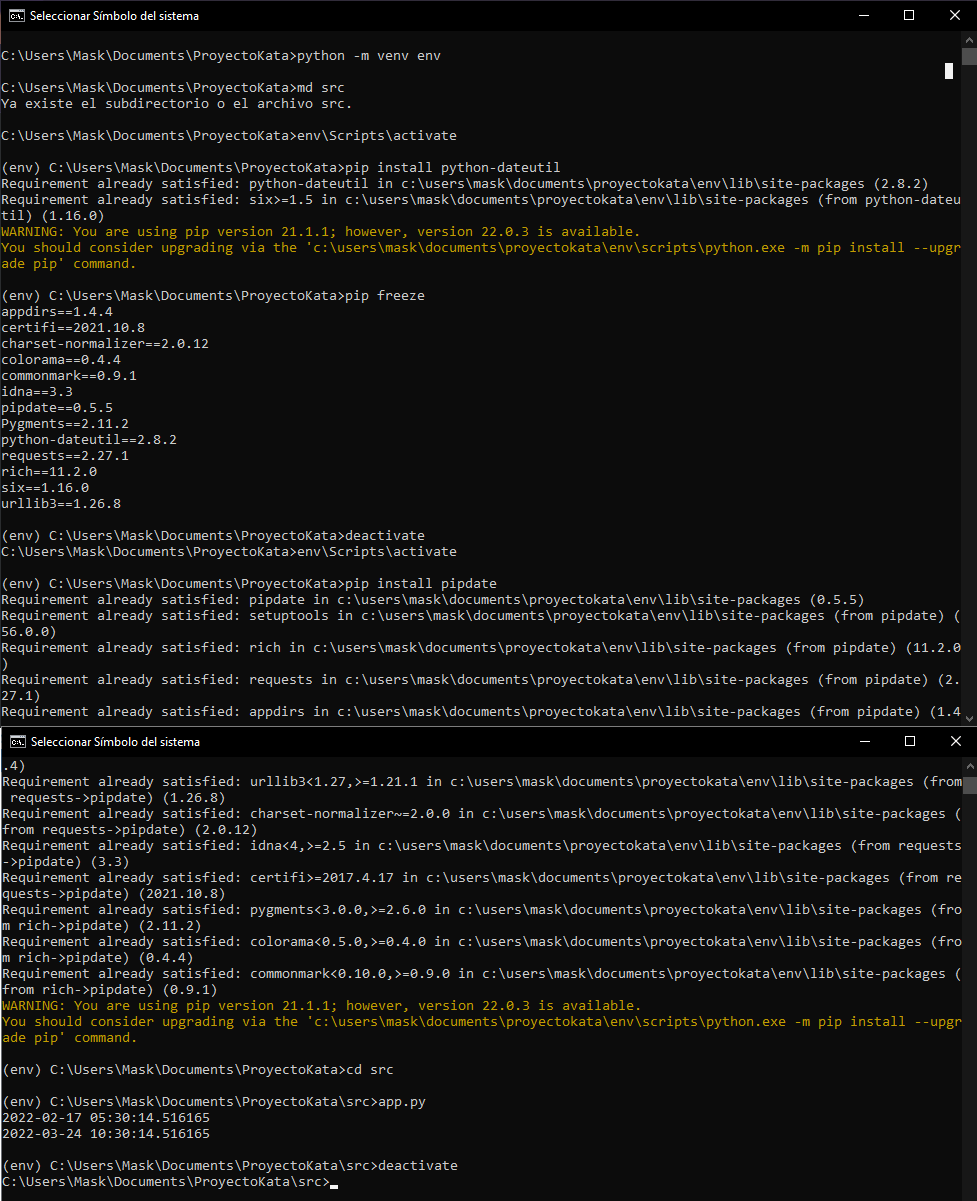 Seleccionar Símbolo del sistema
C:\Users\Mask\Documents\ProyectoKata>python -m venv env
C:\Users\Mask\Documents\ProyectoKata>md src
Ya existe el subdirectorio o el archivo src.
C:\Users\Mask\Documents\ProyectoKata>env\Scripts\activate
(env) C:\Users\Mask\Documents\ProyectoKata>pip install python-dateutil
Requirement already satisfied: python-dateutil in c:\users\mask\documents\proyectokata\env\lib\site-packages (2.8.2)
Requirement already satisfied: six>=1.5 in c:\users\mask\documents\proyectokata\env\lib\site-packages (from python-dateu
til) (1.16.0)
WARNING: You are using pip version 21.1.1; however, version 22.0.3 is available.
You should consider upgrading via the 'c:\users\mask\documents\proyectokata\env\scripts\python.exe -m pip install --upgr
ade pip' command.
(env) C:\Users\Mask\Documents\ProyectoKata>pip freeze
appdirs==1.4.4
certifi==2021.10.8
charset-normalizer==2.0.12
colorama==0.4.4
commonmark==0.9.1
idna==3.3
pipdate==0.5.5
Pygments==2.11.2
python-dateutil==2.8.2
requests==2.27.1
rich==11.2.0
six==1.16.0
urllib3==1.26.8
(env) C:\Users\Mask\Documents\ProyectoKata>deactivate
C:\Users\Mask\Documents\ProyectoKata>env\Scripts\activate
(env) C:\Users\Mask\Documents\ProyectoKata>pip install pipdate
Requirement already satisfied: pipdate in c:\users\mask\documents\proyectokata\env\lib\site-packages (0.5.5)
Requirement already satisfied: setuptools in c:\users\mask\documents\proyectokata\env\lib\site-packages (from pipdate) (
56.0.0)
Requirement already satisfied: rich in c:\users\mask\documents\proyectokata\env\lib\site-packages (from pipdate) (11.2.0
)
Requirement already satisfied: requests in c:\users\mask\documents\proyectokata\env\lib\site-packages (from pipdate) (2.
27.1)
Requirement already satisfied: appdirs in c:\users\mask\documents\proyectokata\env\lib\site-packages (from pipdate) (1.4
Seleccionar Símbolo del sistema
.4)
Requirement already satisfied: urllib3<1.27,>=1.21.1 in c:\users\mask\documents\proyectokata\env\lib\site-packages (from
 requests->pipdate) (1.26.8)
Requirement already satisfied: charset-normalizer~=2.0.0 in c:\users\mask\documents\proyectokata\env\lib\site-packages (
from requests->pipdate) (2.0.12)
Requirement already satisfied: idna<4,>=2.5 in c:\users\mask\documents\proyectokata\env\lib\site-packages (from requests
->pipdate) (3.3)
Requirement already satisfied: certifi>=2017.4.17 in c:\users\mask\documents\proyectokata\env\lib\site-packages (from re
quests->pipdate) (2021.10.8)
Requirement already satisfied: pygments<3.0.0,>=2.6.0 in c:\users\mask\documents\proyectokata\env\lib\site-packages (fro
m rich->pipdate) (2.11.2)
Requirement already satisfied: colorama<0.5.0,>=0.4.0 in c:\users\mask\documents\proyectokata\env\lib\site-packages (fro
m rich->pipdate) (0.4.4)
Requirement already satisfied: commonmark<0.10.0,>=0.9.0 in c:\users\mask\documents\proyectokata\env\lib\site-packages (
from rich->pipdate) (0.9.1)
WARNING: You are using pip version 21.1.1; however, version 22.0.3 is available.
You should consider upgrading via the 'c:\users\mask\documents\proyectokata\env\scripts\python.exe -m pip install --upgr
ade pip' command.
(env) C:\Users\Mask\Documents\ProyectoKata>cd src
(env) C:\Users\Mask\Documents\ProyectoKata\src>app.py
2022-02-17 05:30:14.516165
2022-03-24 10:30:14.516165
(env) C:\Users\Mask\Documents\ProyectoKata\src>deactivate
C:\Users\Mask\Documents\ProyectoKata\src>